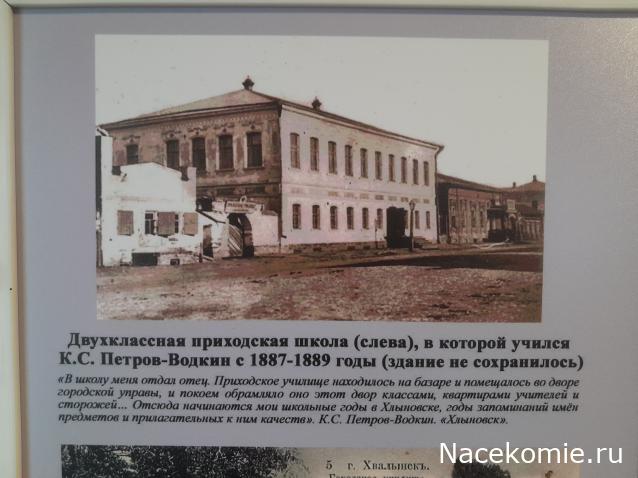 Двухклассная приходская школа (слева), в которой учился
К.С. Петров-Водкин с 1887-1889 годы (здание не сохранилось)
«В школу меня отдал отец. Приходское училище находилось на базаре и помещалось во дворе
городской управы, и покоем обрамляло оно этот двор классами, квартирами учителей и
сторожей... Отсюда начинаются мои школьные годы в Хлыновске, годы запоминаний имён
предметов и прилагательных к ним качеств». К.С. Петров-Водкин. «Хлыновск».
5 г. Хвалынскъ.
Nacekomie.ru